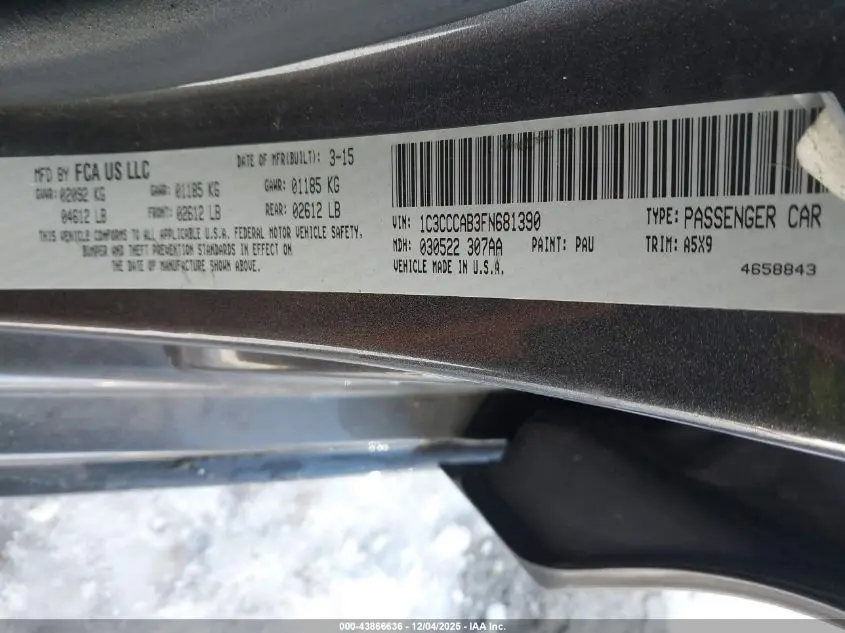 MFD BY FCA US LLC
DATE OF MFR(BUILT): 3-15
GVWR: 02092 KG
GAWR: 01185 KG
GAWR: 01185 KG
04612 LB
FRONT: 02612 LB
REAR: 02612 LB
THIS VEHICLE CONFORMS TO ALL APPLICABLE U.S.A. FEDERAL MOTOR VEHICLE SAFETY,
BUMPER AND THEFT PREVENTION STANDARDS IN EFFECT ON
THE DATE OF MANUFACTURE SHOWN ABOVE.
VIN: 1C3CCCAB3FN681390
TYPE: PASSENGER CAR
MDH: 030522 307AA
PAINT: PAU
TRIM: A5X9
VEHICLE MADE IN U.S.A.
4658843
000-43866636 - 12/04/2025 - © IAA, Inc.